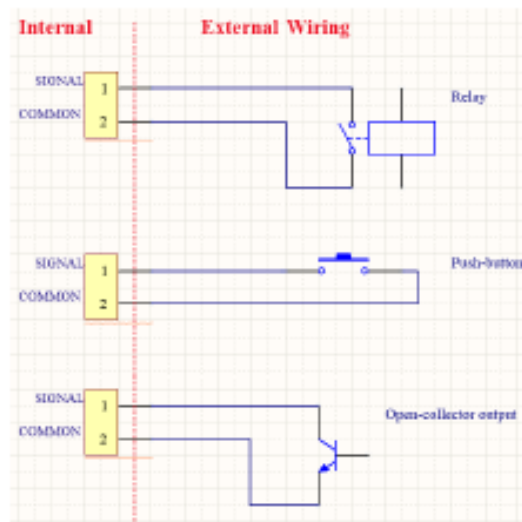 Internal External Wiring
SIGNAL 1 Relay
COMMON 2
SIGNAL 1 Push-button
COMMON 2
SIGNAL 1 Open-collector output
COMMON 2